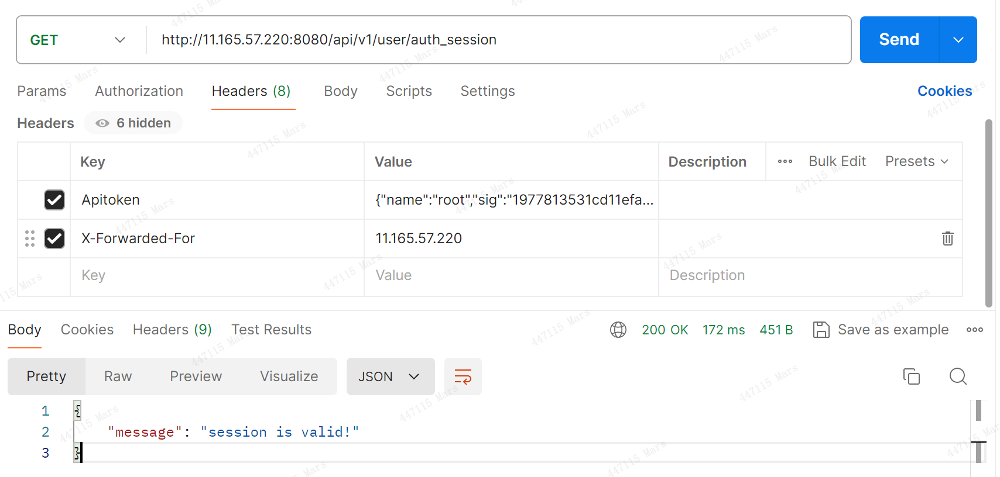 GET http://11.165.57.220:8080/api/v1/user/auth_session Send
Params Authorization Headers (8) Body Scripts Settings Cookies
Headers 6 hidden
Key Value Description Bulk Edit Presets
Apitoken {"name":"root","sig":"1977813531cd11efa...
X-Forwarded-For 11.165.57.220
Key Value Description
Body Cookies Headers (9) Test Results 200 OK 172 ms 451 B Save as example
Pretty Raw Preview Visualize JSON
1 {
2 "message": "session is valid!"
3 }
447115 Mars